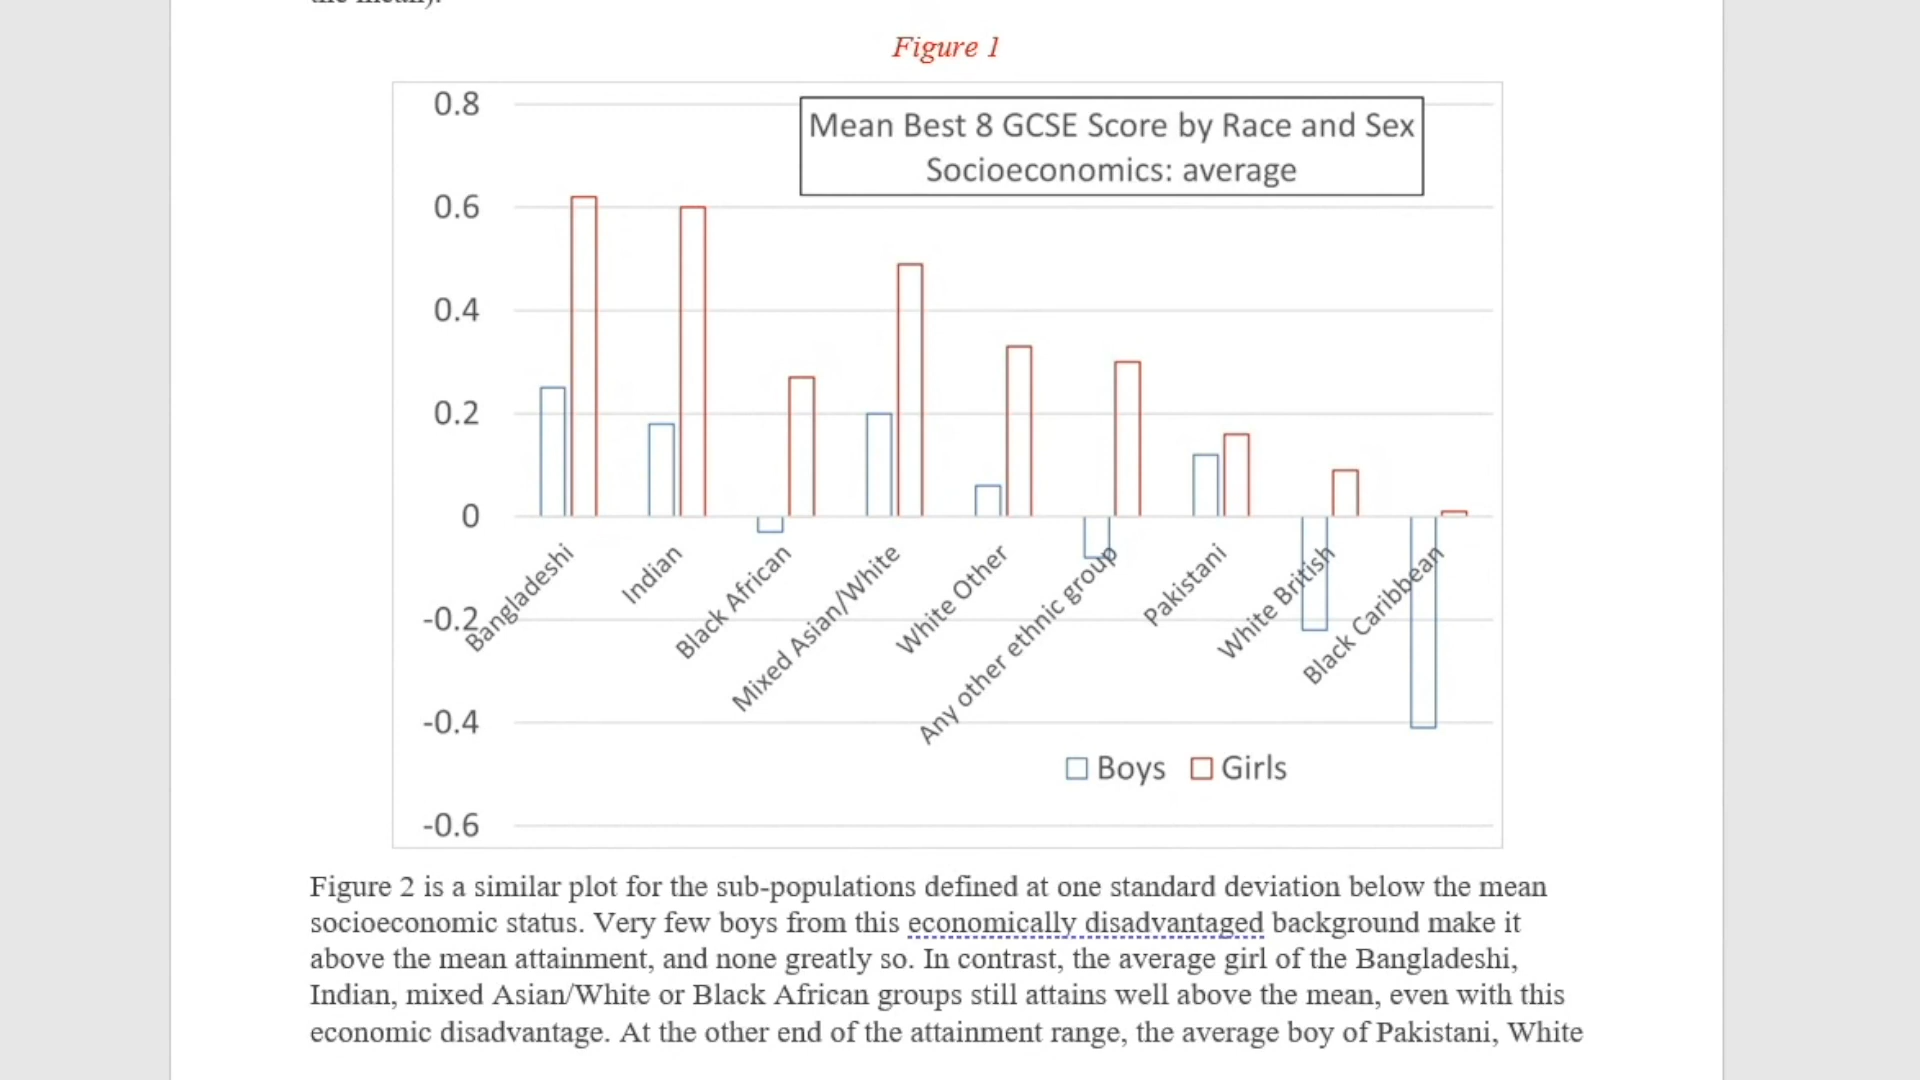 the mean).
Figure 1
Mean Best 8 GCSE Score by Race and Sex
Socioeconomics: average
0.8
0.6
0.4
0.2
0
-0.2
-0.4
-0.6
Bangladeshi
Indian
Black African
Mixed Asian/White
White Other
Any other ethnic group
Pakistani
White British
Black Caribbean
Boys Girls
Figure 2 is a similar plot for the sub-populations defined at one standard deviation below the mean
socioeconomic status. Very few boys from this economically disadvantaged background make it
above the mean attainment, and none greatly so. In contrast, the average girl of the Bangladeshi,
Indian, mixed Asian/White or Black African groups still attains well above the mean, even with this
economic disadvantage. At the other end of the attainment range, the average boy of Pakistani, White